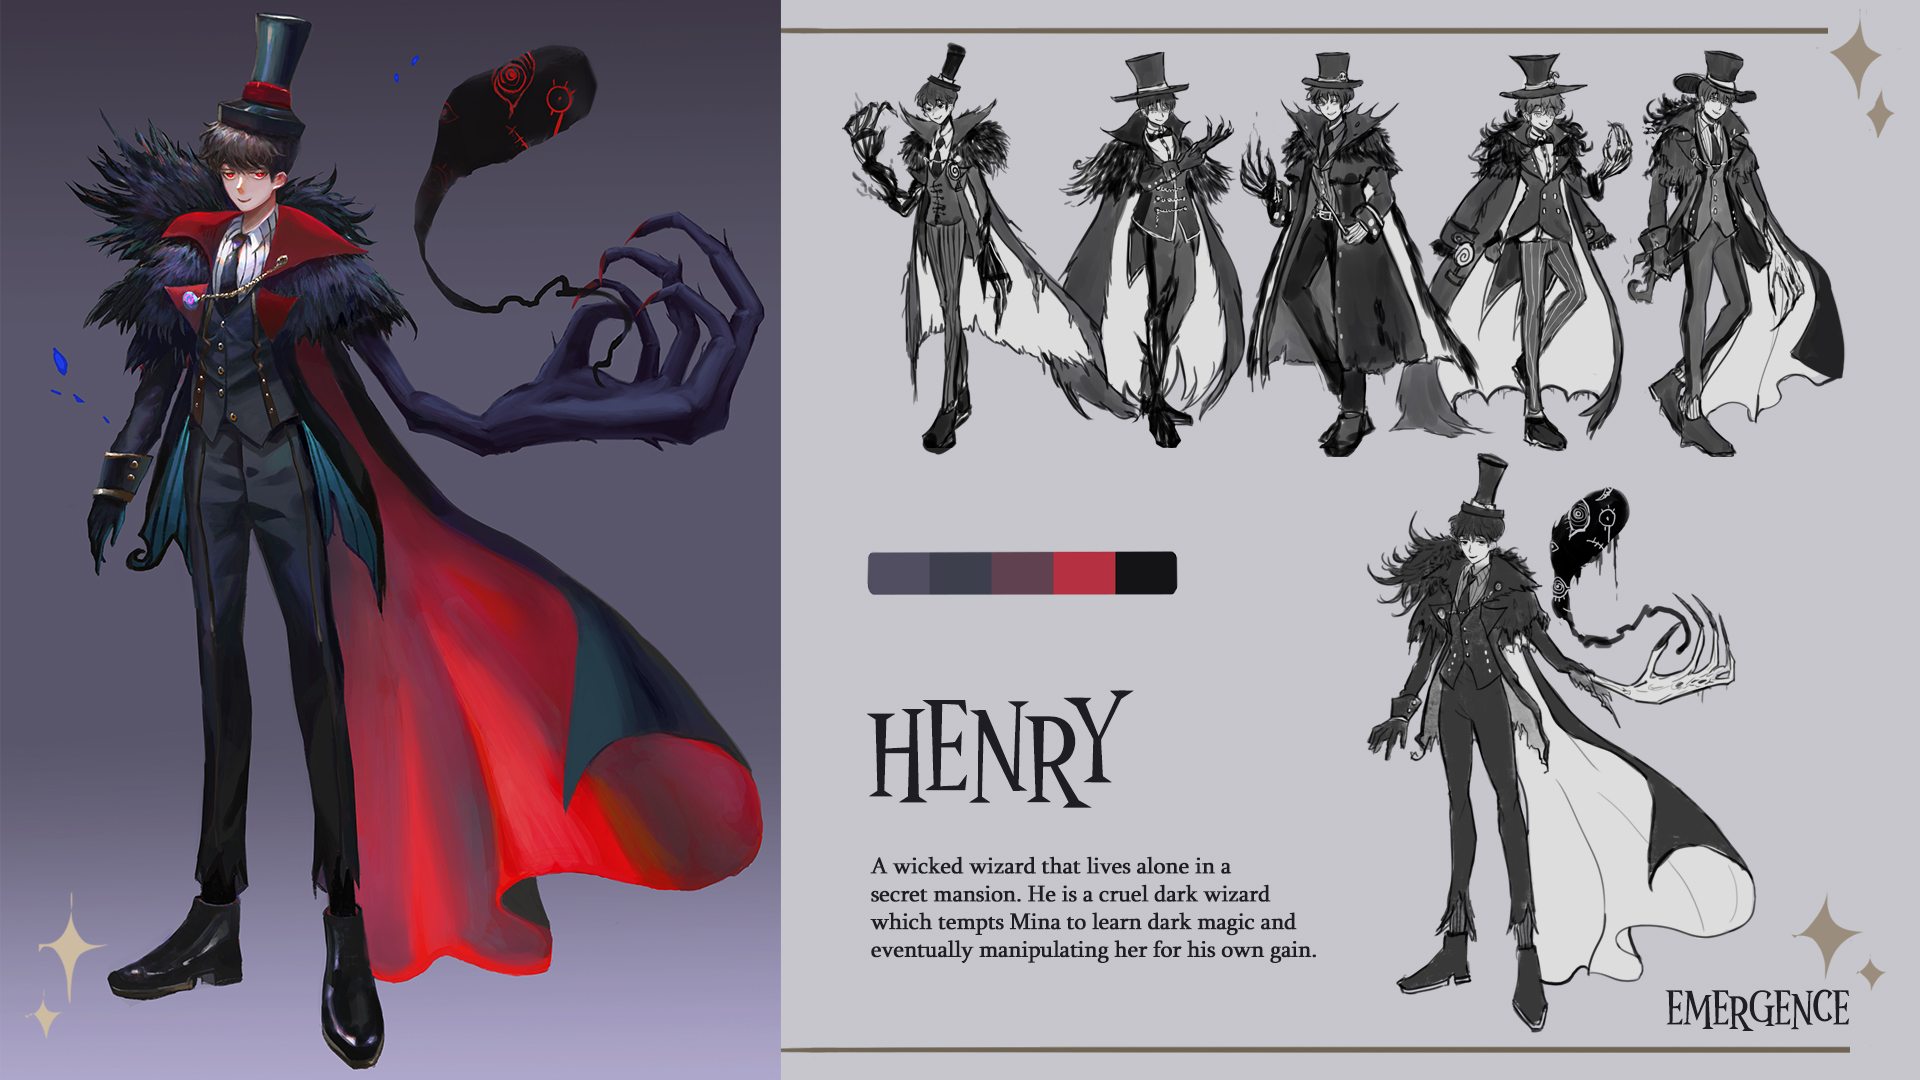 HENRY
A wicked wizard that lives alone in a
secret mansion. He is a cruel dark wizard
which tempts Mina to learn dark magic and
eventually manipulating her for his own gain.
EMERGENCE